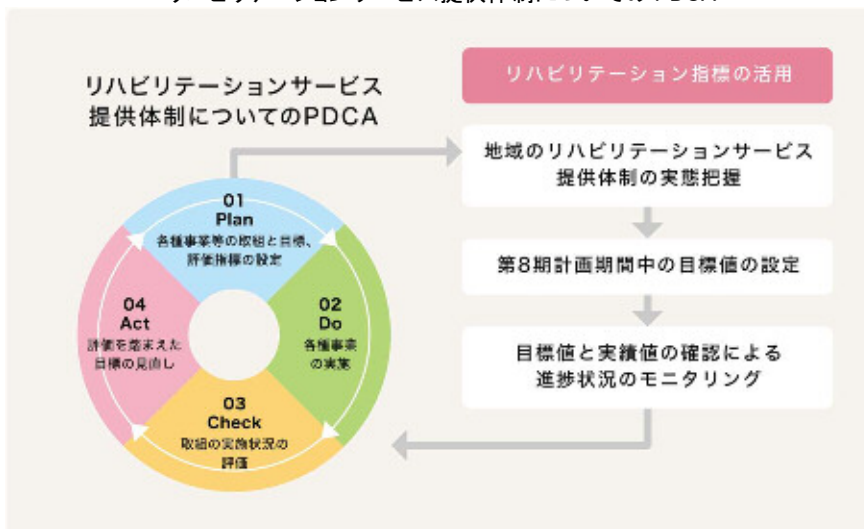 リハビリテーションサービス
提供体制についてのPDCA
01
Plan
各種事業等の取組と目標、
評価指標の設定
02
Do
各種事業
の実施
03
Check
取組の実施状況の
評価
04
Act
評価を踏まえた
目標の見直し
リハビリテーション指標の活用
地域のリハビリテーションサービス
提供体制の実態把握
第8期計画期間中の目標値の設定
目標値と実績値の確認による
進捗状況のモニタリング